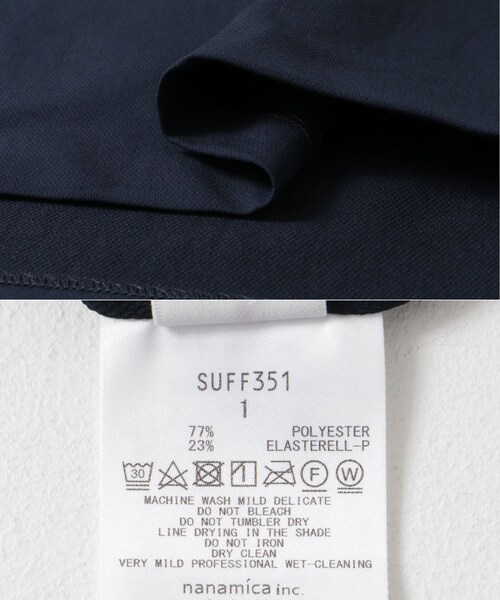 SUFF351
1
77% POLYESTER
23% ELASTERELL-P
30 F W
MACHINE WASH MILD DELICATE
DO NOT BLEACH
DO NOT TUMBLER DRY
LINE DRYING IN THE SHADE
DO NOT IRON
DRY CLEAN
VERY MILD PROFESSIONAL WET-CLEANING
nanamica inc.